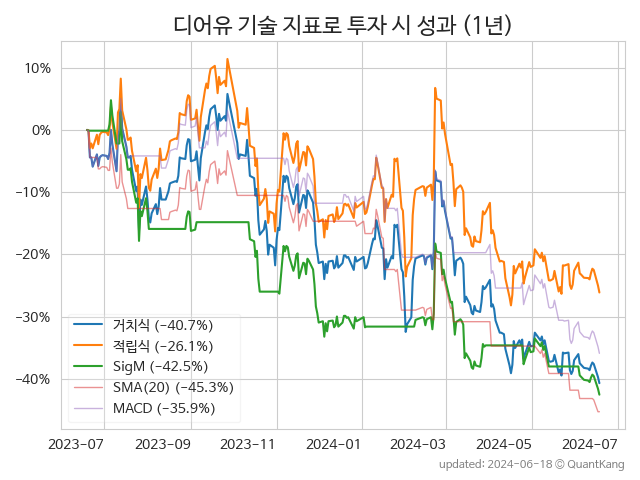 디어유 기술 지표로 투자 시 성과 (1년)
10%
0%
−10%
−20%
−30%
−40%
거치식 (−40.7%)
적립식 (−26.1%)
SigM (−42.5%)
SMA(20) (−45.3%)
MACD (−35.9%)
2023−07 2023−09 2023−11 2024−01 2024−03 2024−05 2024−07
updated: 2024-06-18 © QuantKang